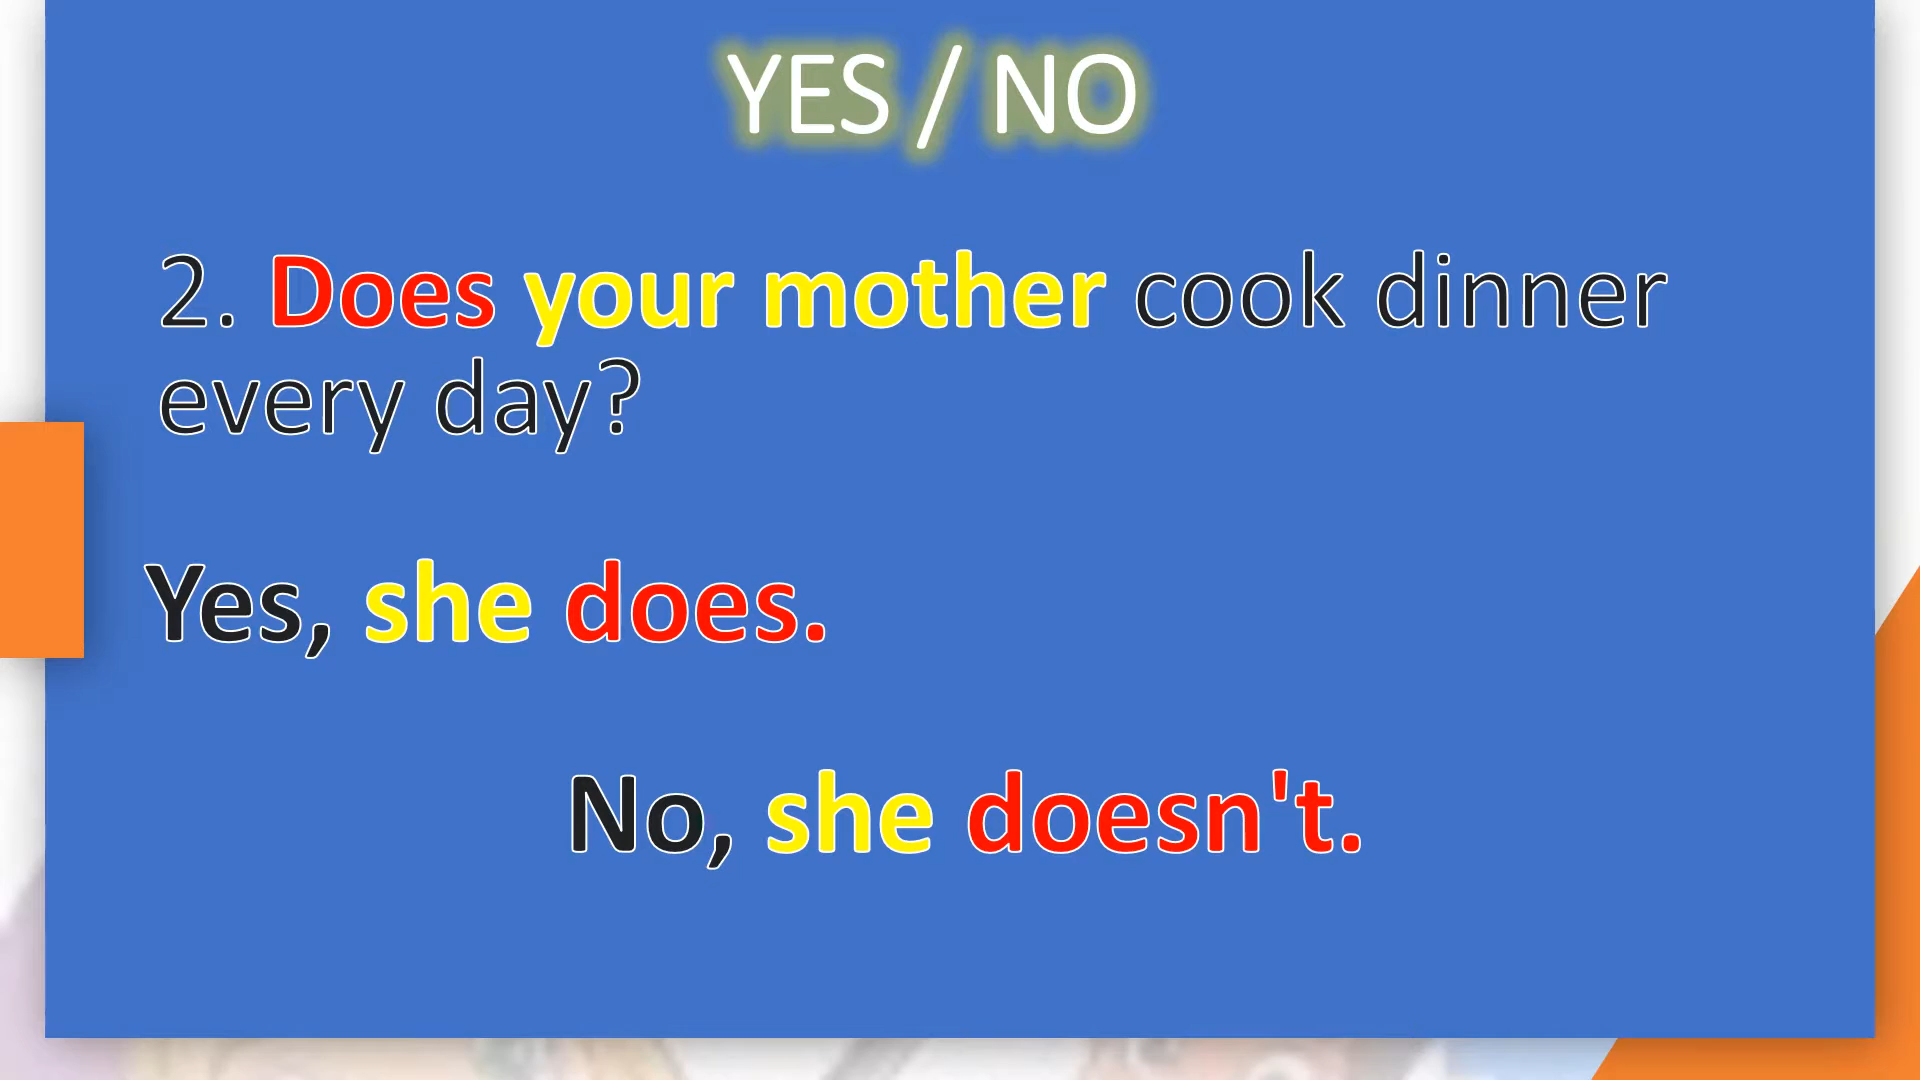 YES / NO
2. Does your mother cook dinner
every day?
Yes, she does.
No, she doesn't.